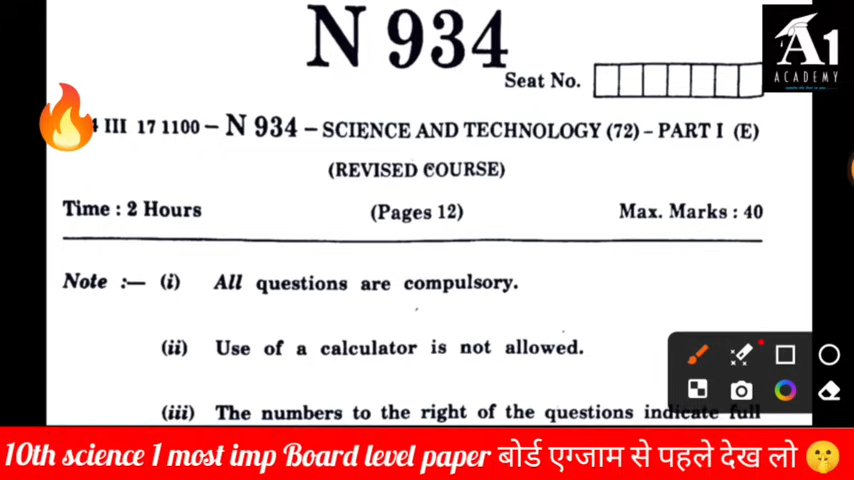 N 934
A1
ACADEMY
Seat No.
III 17 1100 – N 934 – SCIENCE AND TECHNOLOGY (72) – PART I (E)
(REVISED COURSE)
Time : 2 Hours (Pages 12) Max. Marks : 40
Note :— (i) All questions are compulsory.
(ii) Use of a calculator is not allowed.
(iii) The numbers to the right of the questions indicate full
10th science 1 most imp Board level paper बोर्ड एग्जाम से पहले देख लो